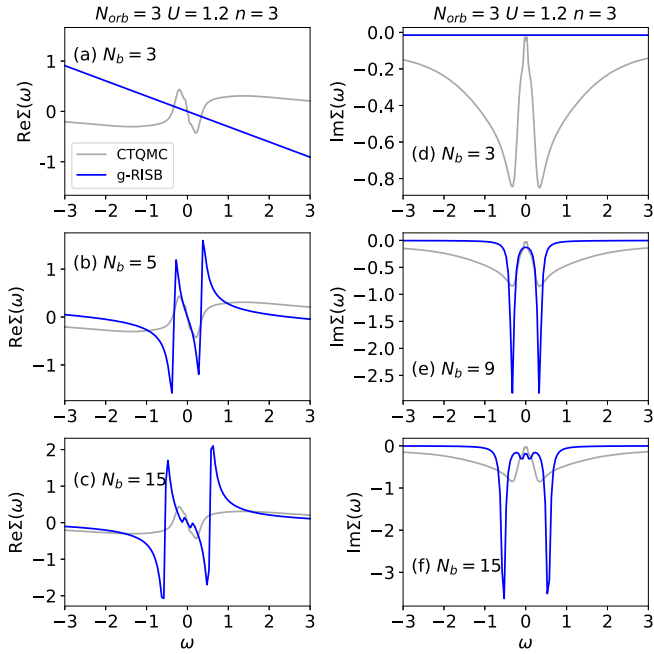 N_orb = 3 U = 1.2 n = 3
(a) N_b = 3
ReΣ(ω)
1
0
-1
CTQMC
g-RISB
-3 -2 -1 0 1 2 3
(b) N_b = 5
ReΣ(ω)
1
0
-1
-3 -2 -1 0 1 2 3
(c) N_b = 15
ReΣ(ω)
2
1
0
-1
-2
-3 -2 -1 0 1 2 3
ω
N_orb = 3 U = 1.2 n = 3
(d) N_b = 3
ImΣ(ω)
0.0
-0.2
-0.4
-0.6
-0.8
-3 -2 -1 0 1 2 3
(e) N_b = 9
ImΣ(ω)
0.0
-0.5
-1.0
-1.5
-2.0
-2.5
-3 -2 -1 0 1 2 3
(f) N_b = 15
ImΣ(ω)
0
-1
-2
-3
-3 -2 -1 0 1 2 3
ω